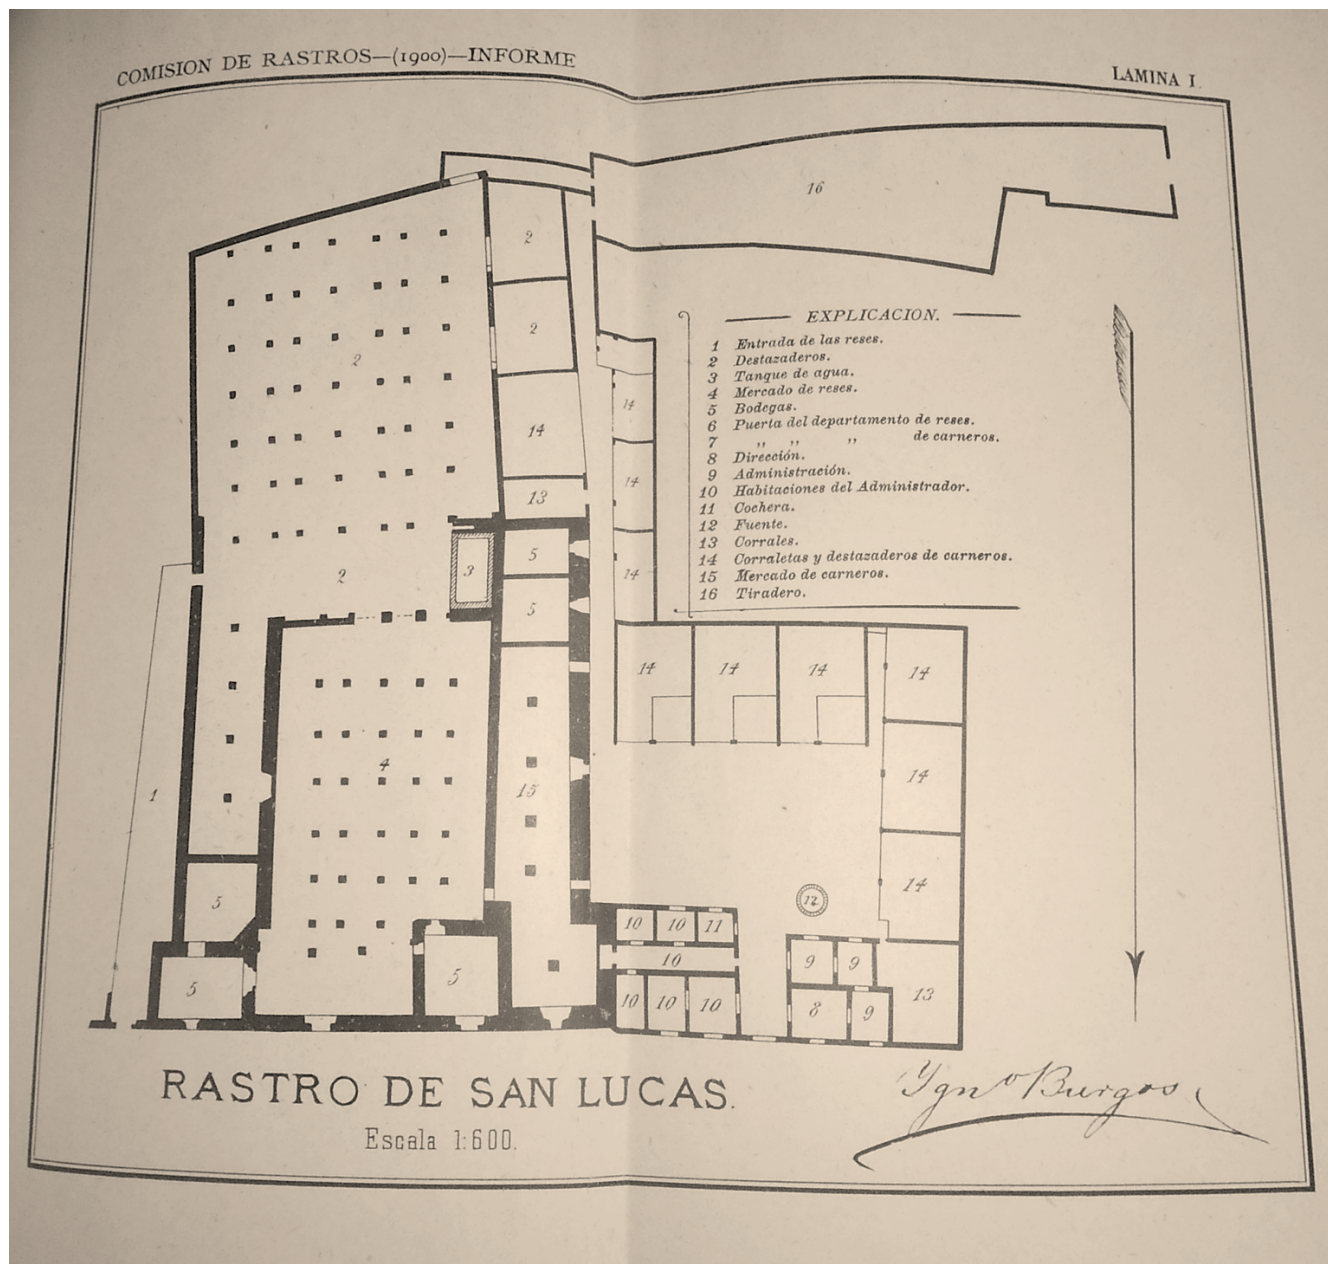 COMISION DE RASTROS—(1900)—INFORME
LAMINA I.
16
2
2
2
14
14
13
14
EXPLICACION.
1 Entrada de las reses.
2 Destazaderos.
3 Tanque de agua.
4 Mercado de reses.
5 Bodegas.
6 Puerta del departamento de reses.
7 ,, ,, ,, de carneros.
8 Dirección.
9 Administración.
10 Habitaciones del Administrador.
11 Cochera.
12 Fuente.
13 Corrales.
14 Corraletas y destazaderos de carneros.
15 Mercado de carneros.
16 Tiradero.
5
3
2
14
5
14
14
14
14
4
14
15
1
14
5
12
10
10
11
10
9
9
5
5
13
10
10
10
8
9
RASTRO DE SAN LUCAS.
Escala 1:600.
Ygn° Burgos